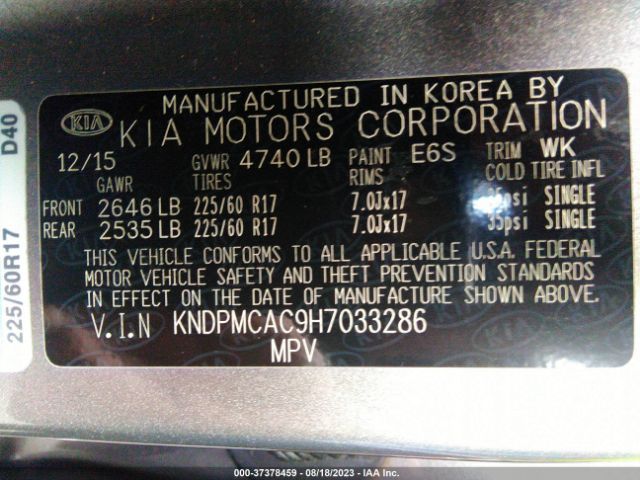 MANUFACTURED IN KOREA BY
KIA KIA MOTORS CORPORATION
12/15 GVWR 4740 LB PAINT E6S TRIM WK
GAWR TIRES RIMS COLD TIRE INFL
FRONT 2646 LB 225/60 R17 7.0Jx17 SINGLE
REAR 2535 LB 225/60 R17 7.0Jx17 35psi SINGLE
THIS VEHICLE CONFORMS TO ALL APPLICABLE U.S.A. FEDERAL
MOTOR VEHICLE SAFETY AND THEFT PREVENTION STANDARDS
IN EFFECT ON THE DATE OF MANUFACTURE SHOWN ABOVE.
V.I.N KNDPMCAC9H7033286
MPV
225/60R17 D40
000-37378459 - 08/18/2023 - IAA Inc.